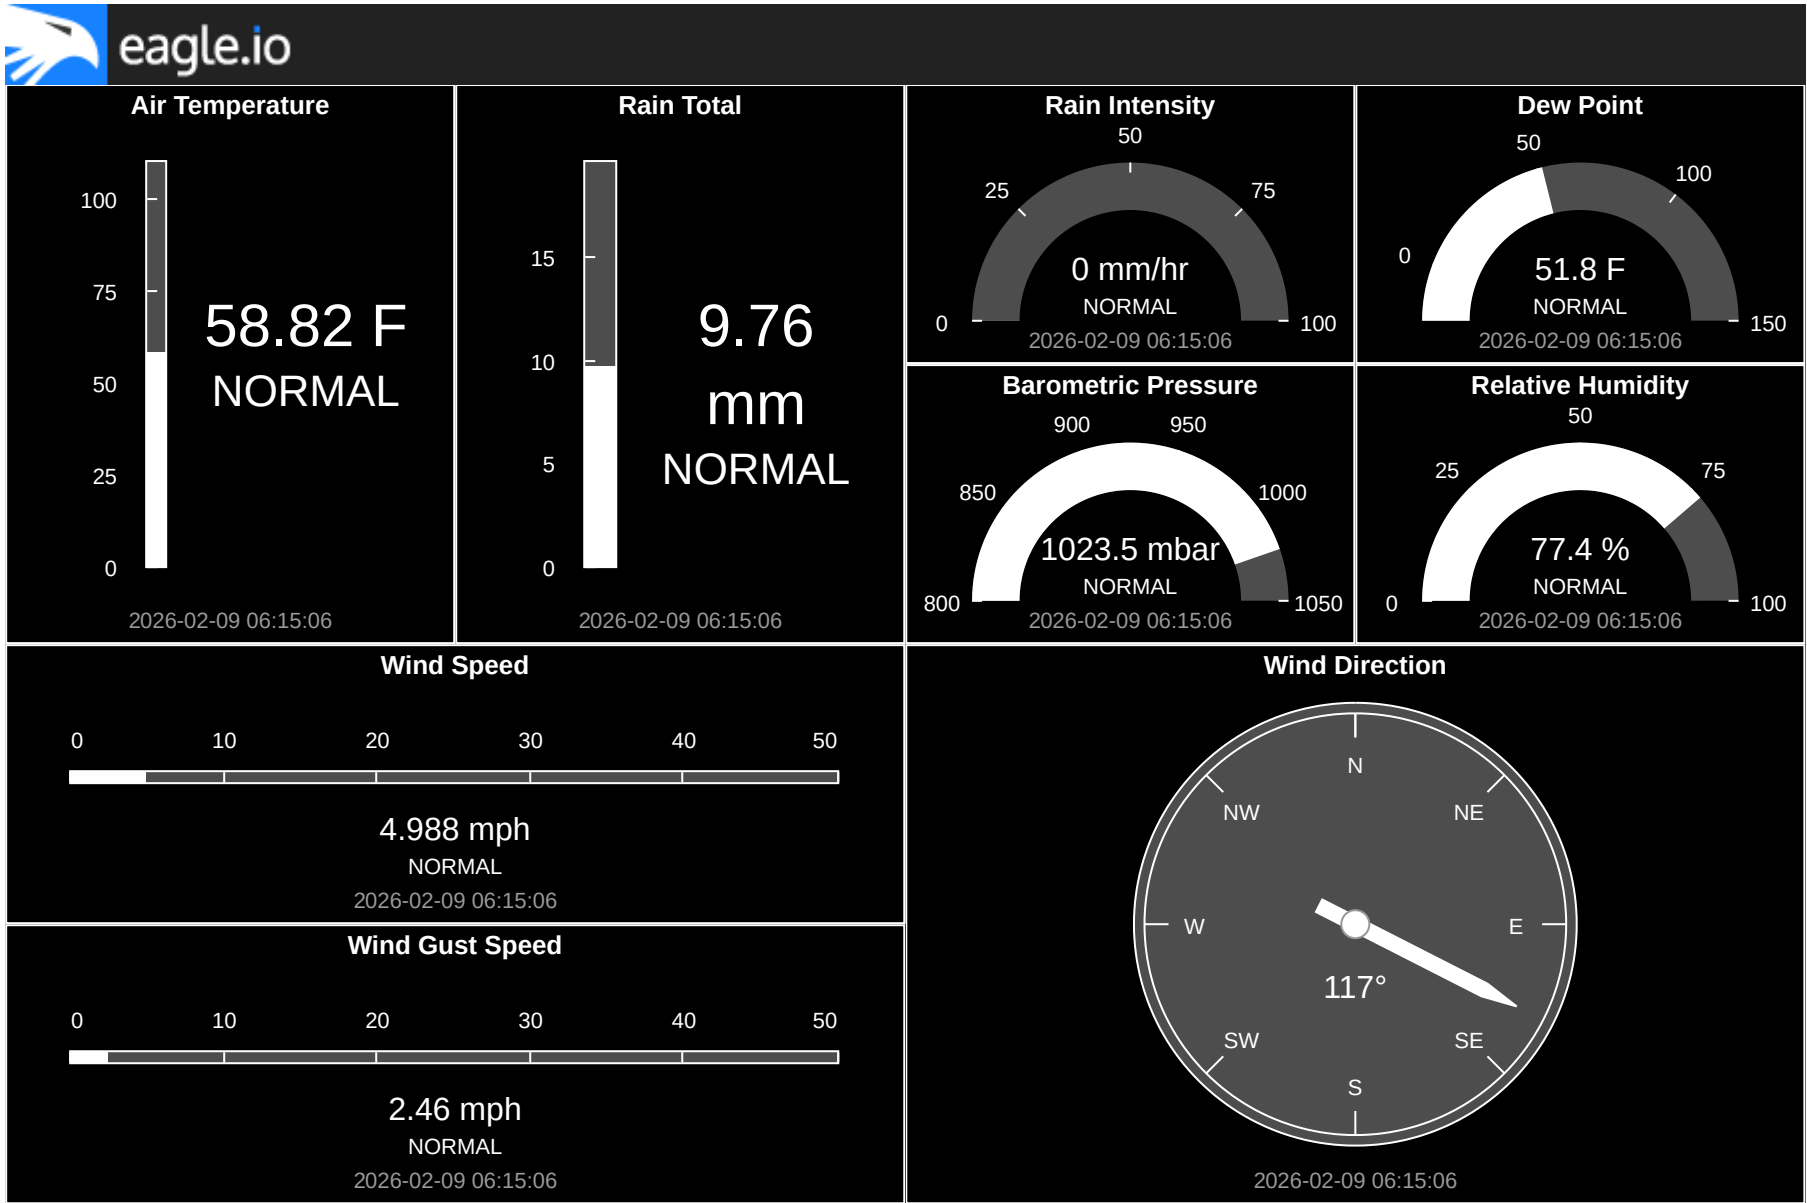 eagle.io
Air Temperature
100
75
50
25
0
58.82 F
NORMAL
2026-02-09 06:15:06
Rain Total
15
10
5
0
9.76
mm
NORMAL
2026-02-09 06:15:06
Rain Intensity
0
25
50
75
100
0 mm/hr
NORMAL
2026-02-09 06:15:06
Dew Point
0
50
100
150
51.8 F
NORMAL
2026-02-09 06:15:06
Barometric Pressure
800
850
900
950
1000
1050
1023.5 mbar
NORMAL
2026-02-09 06:15:06
Relative Humidity
0
25
50
75
100
77.4 %
NORMAL
2026-02-09 06:15:06
Wind Speed
0 10 20 30 40 50
4.988 mph
NORMAL
2026-02-09 06:15:06
Wind Gust Speed
0 10 20 30 40 50
2.46 mph
NORMAL
2026-02-09 06:15:06
Wind Direction
N
NW NE
W E
117°
SW SE
S
2026-02-09 06:15:06